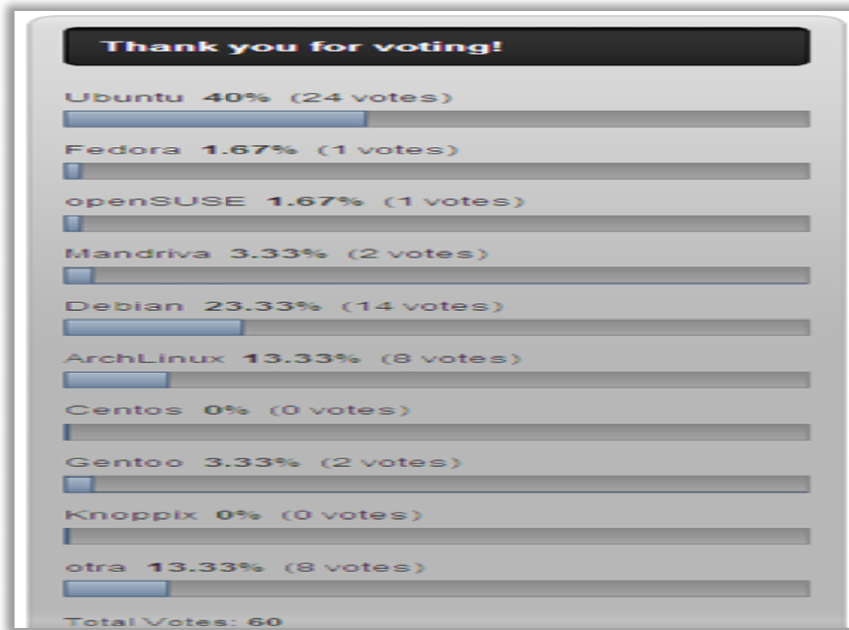 Thank you for voting!
Ubuntu 40% (24 votes)
Fedora 1.67% (1 votes)
openSUSE 1.67% (1 votes)
Mandriva 3.33% (2 votes)
Debian 23.33% (14 votes)
ArchLinux 13.33% (8 votes)
Centos 0% (0 votes)
Gentoo 3.33% (2 votes)
Knoppix 0% (0 votes)
otra 13.33% (8 votes)
Total Votes: 60